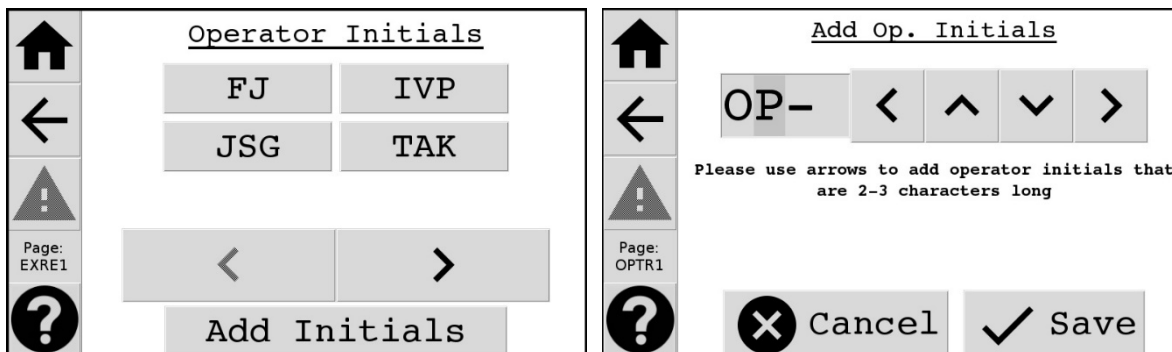 Operator Initials
FJ
IVP
JSG
TAK
Page:
EXRE1
Add Initials
Add Op. Initials
OP-
Please use arrows to add operator initials that
are 2-3 characters long
Page:
OPTR1
Cancel
Save